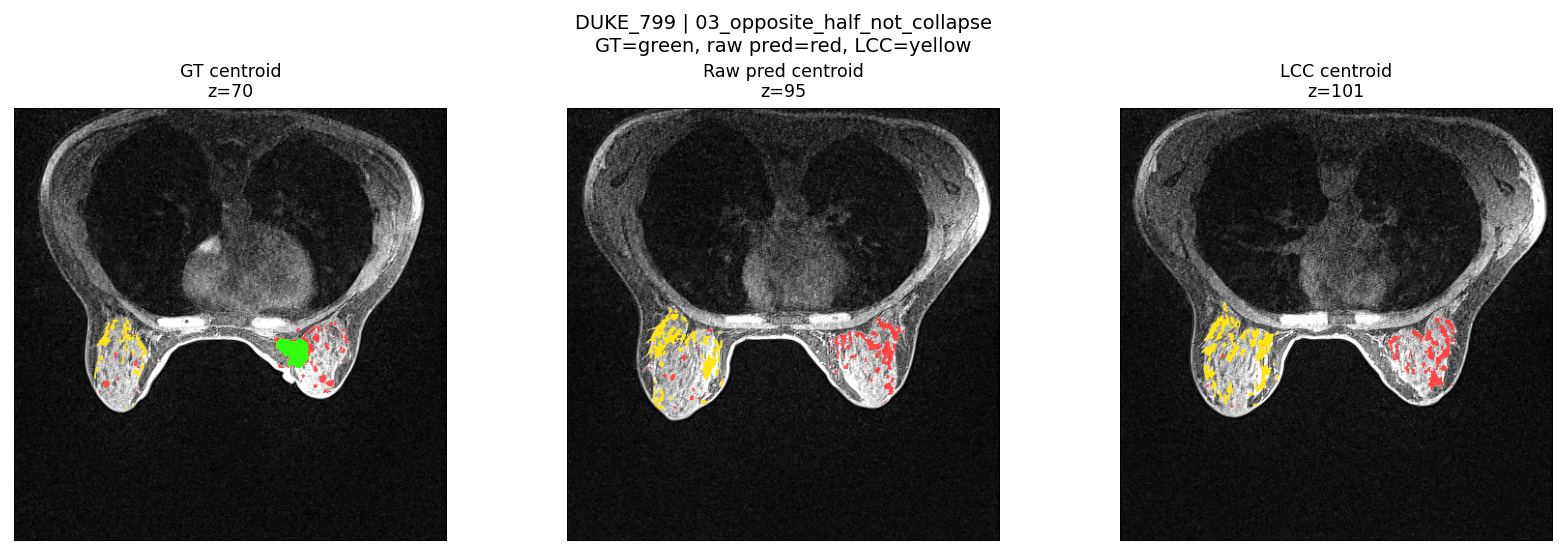 DUKE_799 | 03_opposite_half_not_collapse
GT=green, raw pred=red, LCC=yellow
GT centroid
z=70
Raw pred centroid
z=95
LCC centroid
z=101